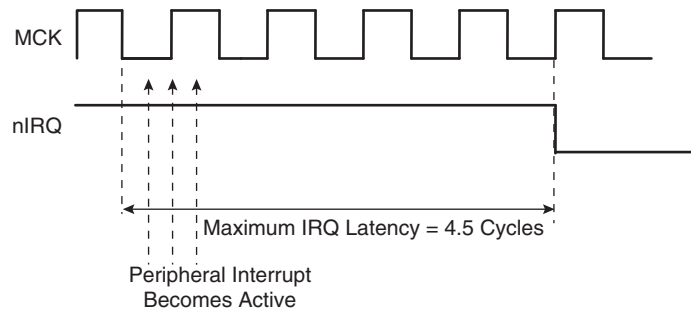 MCK
nIRQ
Maximum IRQ Latency = 4.5 Cycles
Peripheral Interrupt
Becomes Active